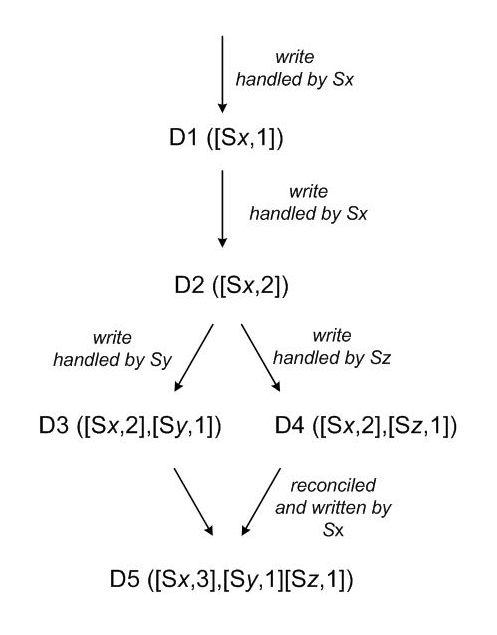 write
handled by Sx
D1 ([Sx,1])
write
handled by Sx
D2 ([Sx,2])
write
handled by Sy
write
handled by Sz
D3 ([Sx,2],[Sy,1])
D4 ([Sx,2],[Sz,1])
reconciled
and written by
Sx
D5 ([Sx,3],[Sy,1][Sz,1])